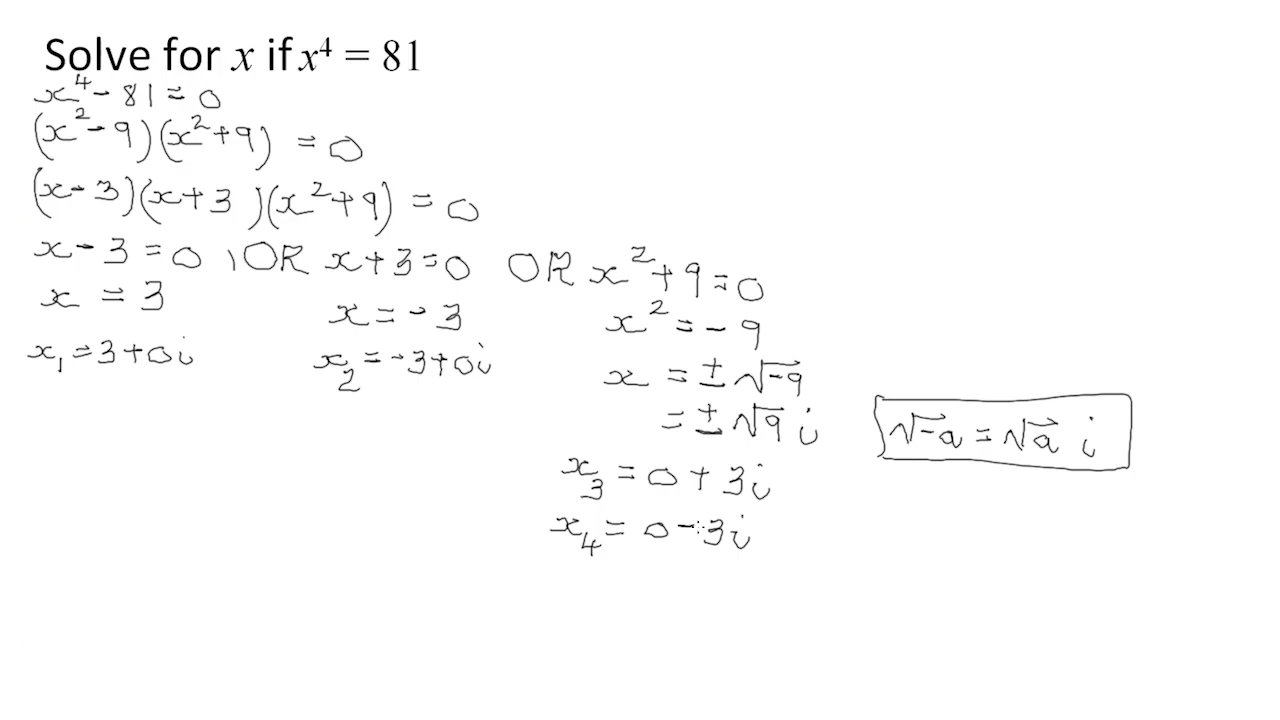 Solve for x if x⁴ = 81
x⁴ - 81 = 0
(x² - 9)(x² + 9) = 0
(x - 3)(x + 3)(x² + 9) = 0
x - 3 = 0, OR x + 3 = 0 OR x² + 9 = 0
x = 3
x = -3
x² = -9
x₁ = 3 + 0i
x₂ = -3 + 0i
x = ± √-9
= ± √9 i
√-a = √a i
x₃ = 0 + 3i
x₄ = 0 - 3i